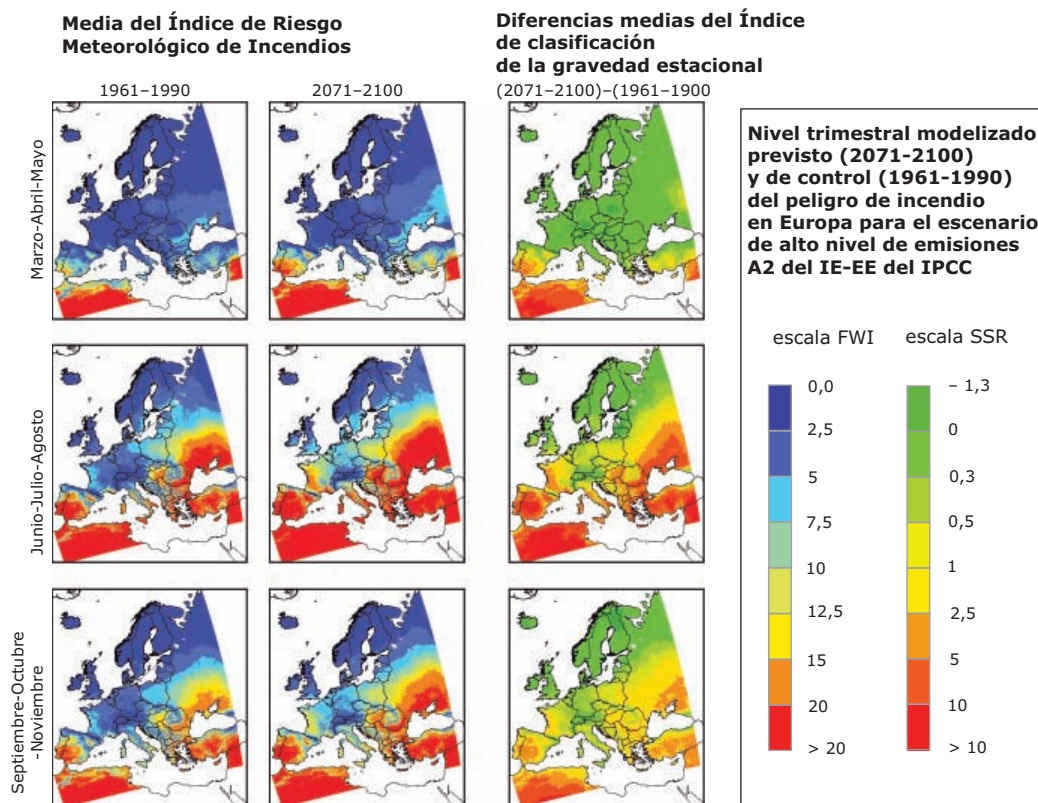 Media del Índice de Riesgo
Meteorológico de Incendios
Diferencias medias del Índice
de clasificación
de la gravedad estacional
1961–1990
2071–2100
(2071–2100)–(1961–1900
Marzo-Abril-Mayo
Junio-Julio-Agosto
Septiembre-Octubre
-Noviembre
Nivel trimestral modelizado
previsto (2071-2100)
y de control (1961-1990)
del peligro de incendio
en Europa para el escenario
de alto nivel de emisiones
A2 del IE-EE del IPCC
escala FWI
0,0
2,5
5
7,5
10
12,5
15
20
> 20
escala SSR
– 1,3
0
0,3
0,5
1
2,5
5
10
> 10